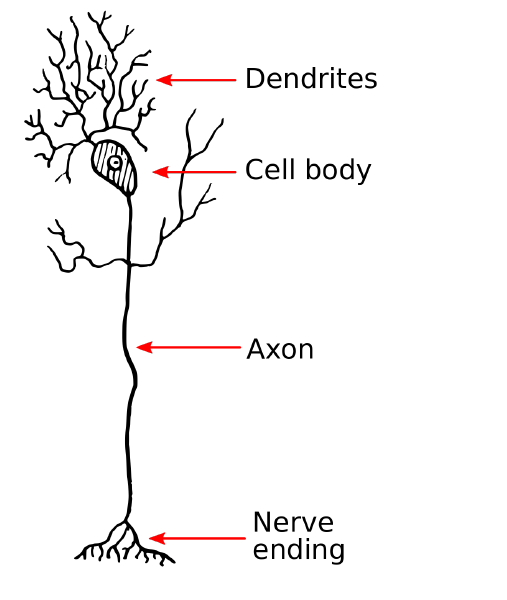 Dendrites
Cell body
Axon
Nerve
ending